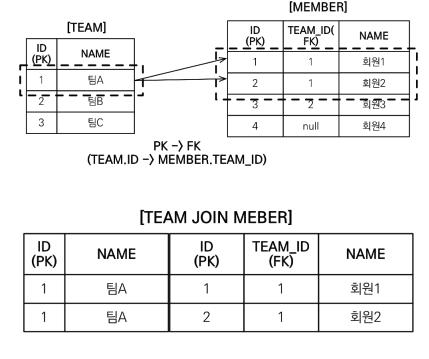 [MEMBER]
[TEAM]
ID (PK) TEAM_ID( FK) NAME
ID (PK) NAME
1 1 회원1
1 팀A
2 1 회원2
2 팀B
3 2 회원3
3 팀C
4 null 회원4
PK -> FK
(TEAM.ID -> MEMBER.TEAM_ID)
[TEAM JOIN MEBER]
ID (PK) NAME ID (PK) TEAM_ID (FK) NAME
1 팀A 1 1 회원1
1 팀A 2 1 회원2